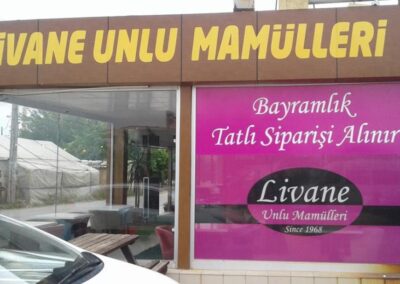 İVANE UNLU MAMÜLLERİ
Bayramlık
Tatlı Siparişi Alınır
Livane
Unlu Mamülleri
Since 1968